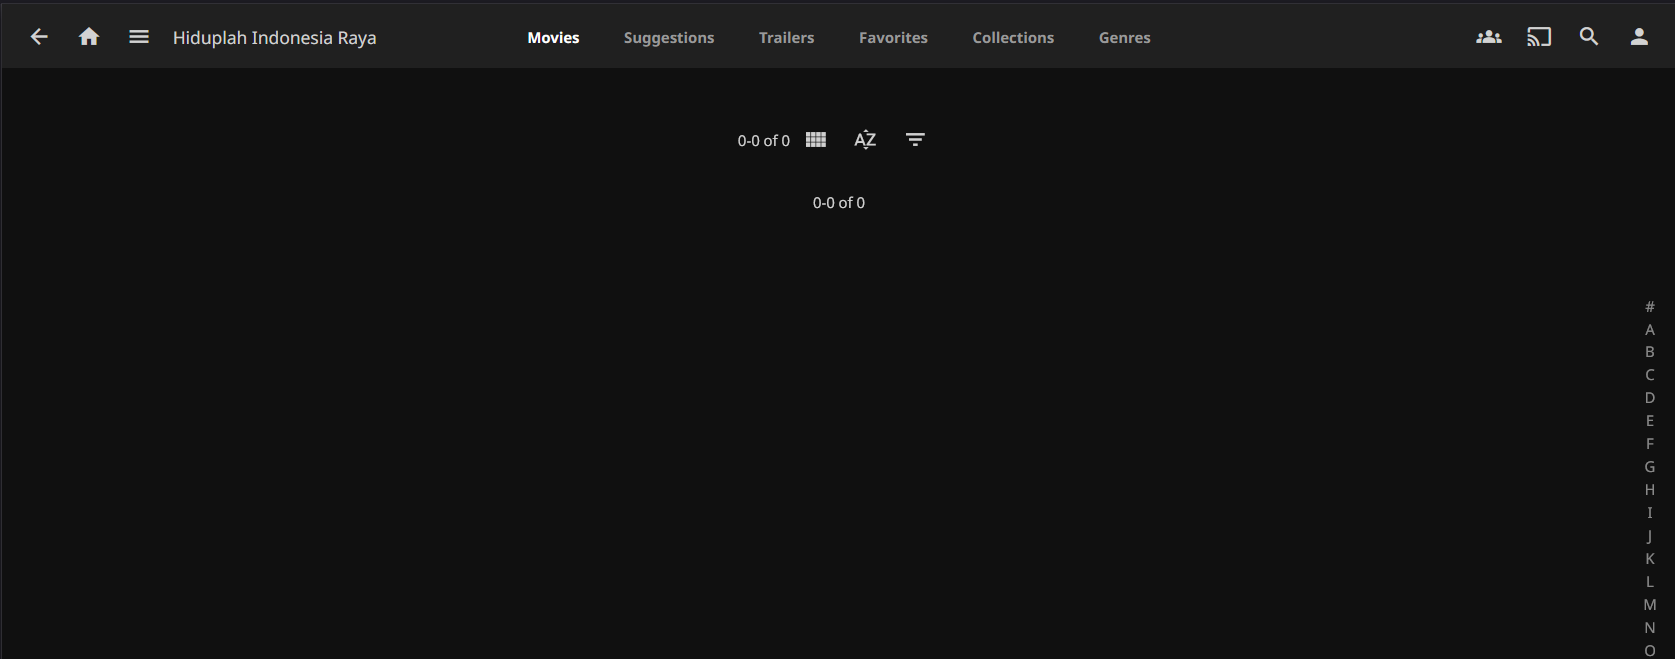 Hiduplah Indonesia Raya
Movies Suggestions Trailers Favorites Collections Genres
0-0 of 0 AZ
0-0 of 0
#
A
B
C
D
E
F
G
H
I
J
K
L
M
N
O